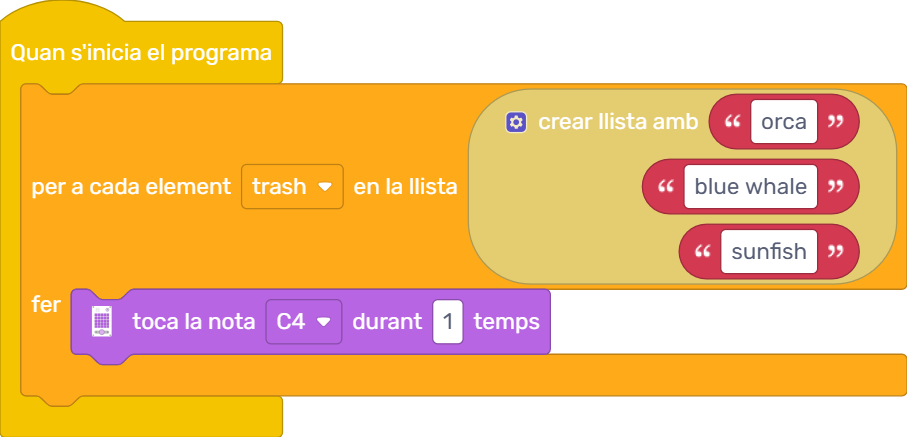 Quan s'inicia el programa
crear llista amb “ orca ”
per a cada element trash en la llista “ blue whale ”
“ sunfish ”
fer
toca la nota C4 durant 1 temps